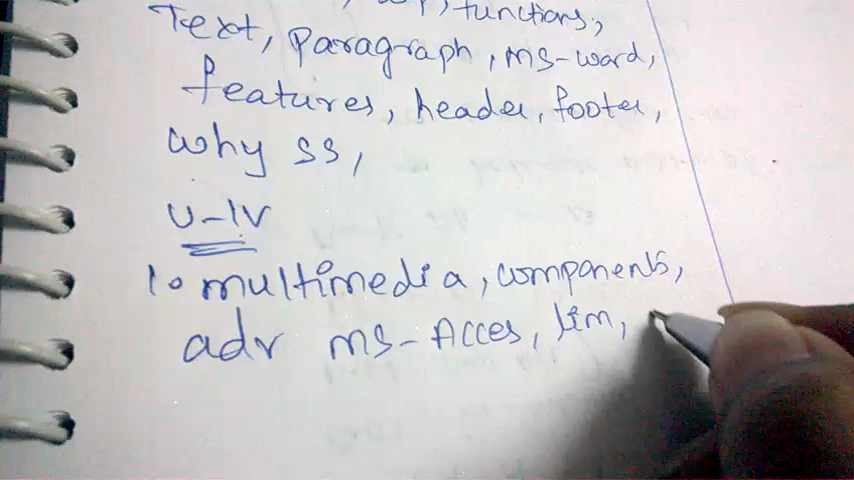 functions,
Text, paragraph, ms-word,
features, header, footer,
why ss,
U-IV
1. multimedia, components,
adv ms-Acces, lim,